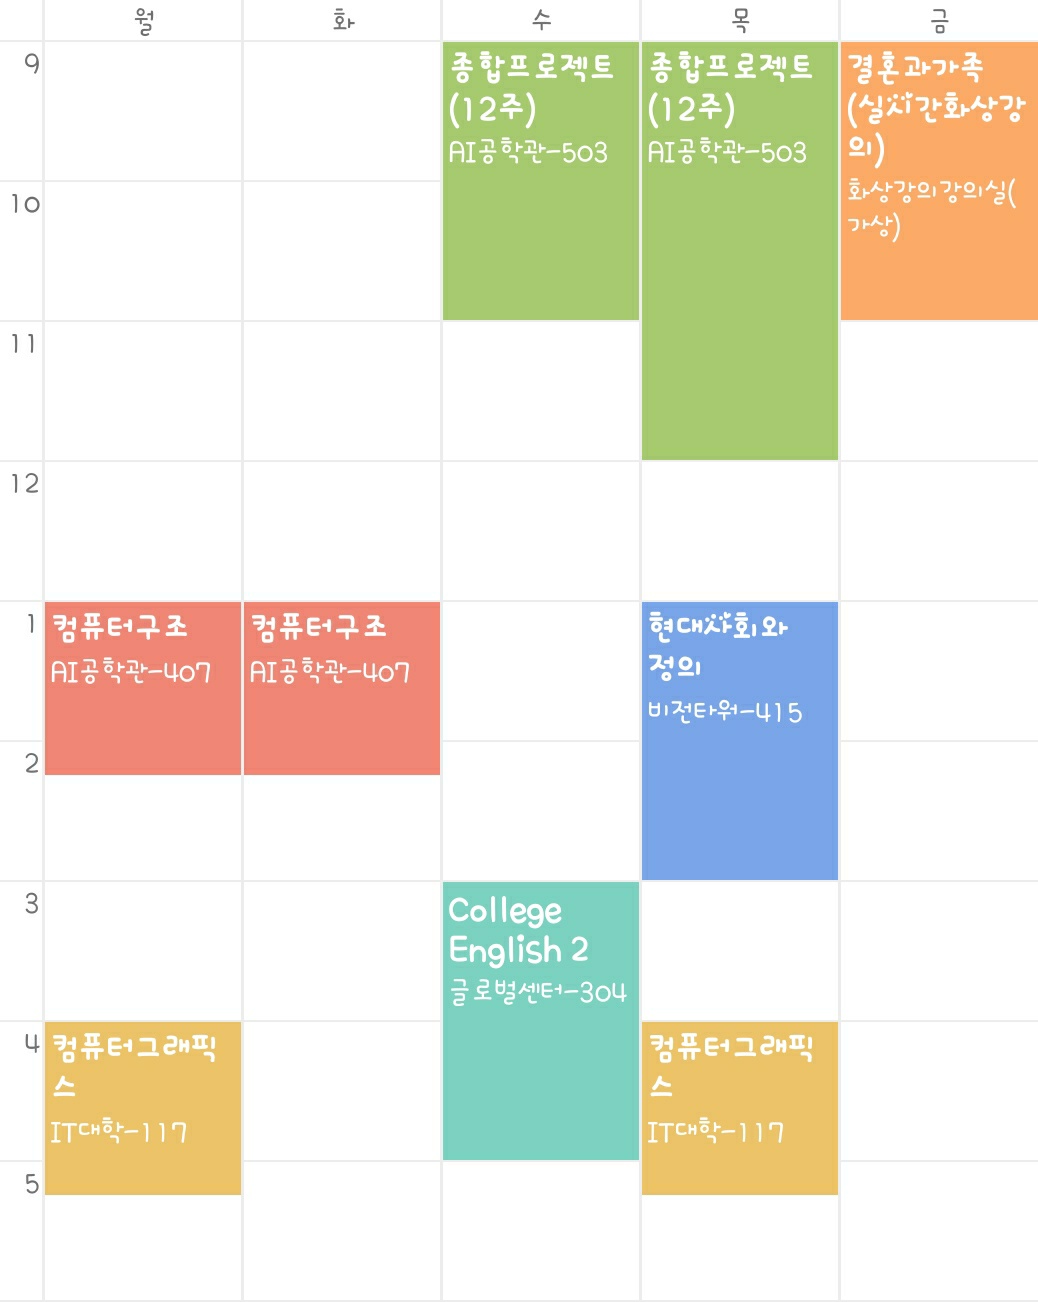 월 화 수 목 금
9
종합프로젝트
(12주)
AI공학관-503
종합프로젝트
(12주)
AI공학관-503
결혼과가족
(실시간화상강
의)
화상강의강의실(
가상)
10
11
12
1
컴퓨터구조
AI공학관-407
컴퓨터구조
AI공학관-407
현대사회와
정의
비전타워-415
2
3
College
English 2
글로벌센터-304
4
컴퓨터그래픽
스
IT대학-117
컴퓨터그래픽
스
IT대학-117
5